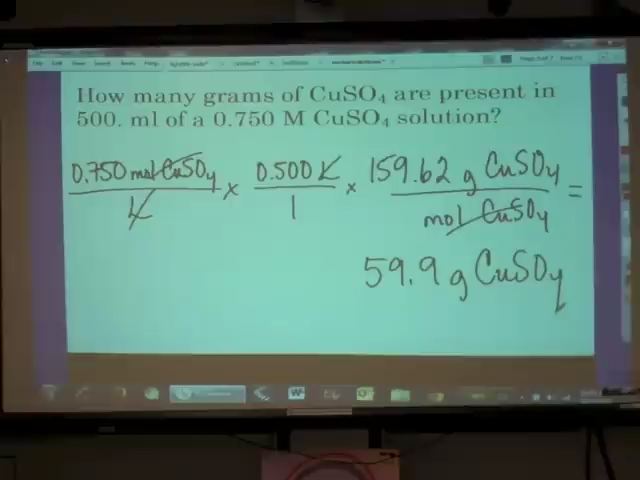 How many grams of CuSO₄ are present in
500. ml of a 0.750 M CuSO₄ solution?
0.750 mol CuSO₄ / L × 0.500 L / 1 × 159.62 g CuSO₄ / mol CuSO₄ =
59.9 g CuSO₄